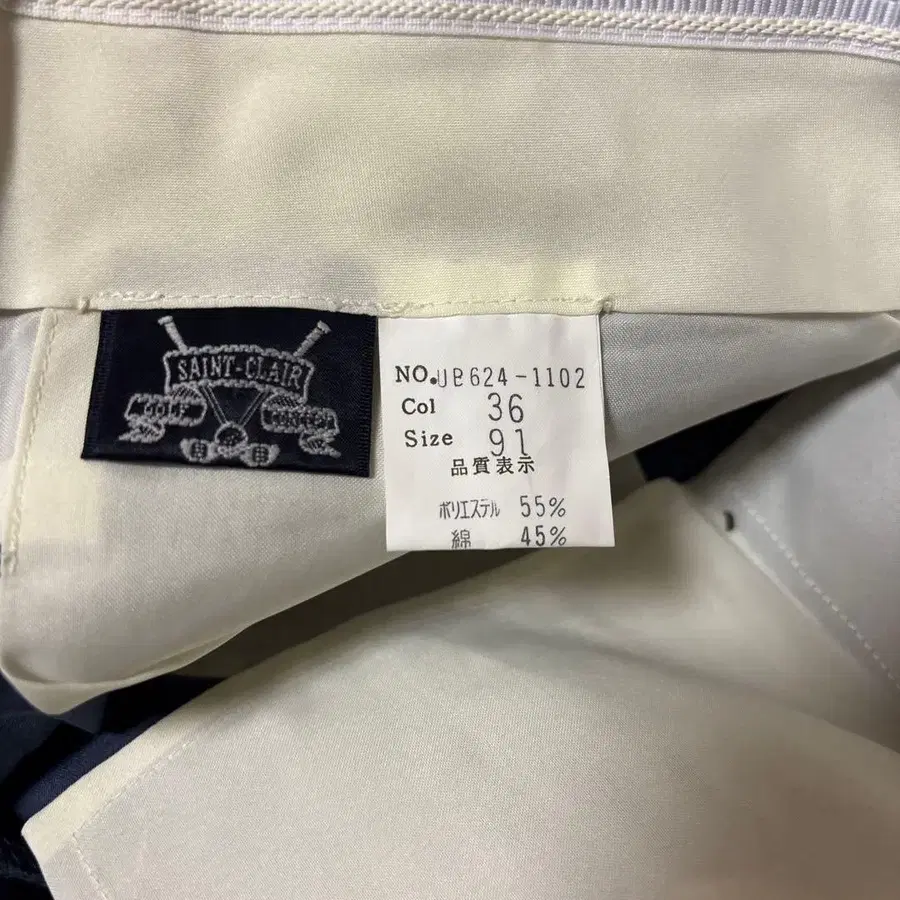 SAINT-CLAIR
GOLF
NO. UB624-1102
Col 36
Size 91
品質表示
ポリエステル 55%
綿 45%